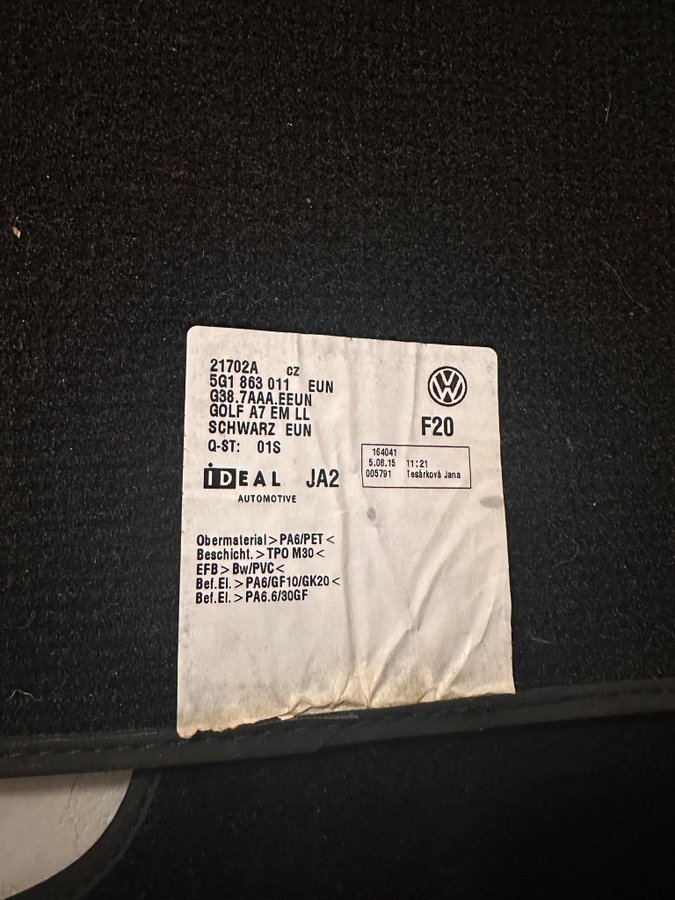 21702A CZ
5G1 863 011 EUN
G38.7AAA.EEUN
GOLF A7 EM LL
SCHWARZ EUN
Q-ST: 01S
F20
164041
5.08.15 11:21
005791 Tesárková Jana
iDEAL JA2
AUTOMOTIVE
Obermaterial>PA6/PET<
Beschicht.>TPO M30<
EFB>Bw/PVC<
Bef.El.>PA6/GF10/GK20<
Bef.El.>PA6.6/30GF